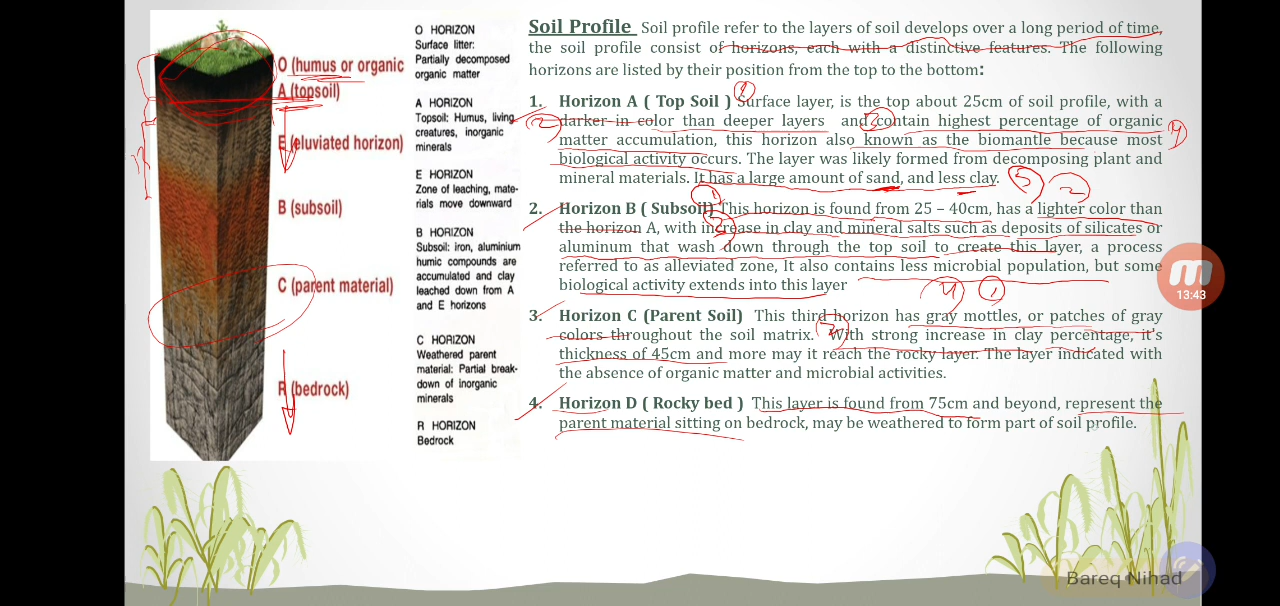 O (humus or organic
A (topsoil)
E (eluviated horizon)
B (subsoil)
C (parent material)
R (bedrock)
O HORIZON
Surface litter:
Partially decomposed
organic matter
A HORIZON
Topsoil: Humus, living
creatures, inorganic
minerals
E HORIZON
Zone of leaching, mate-
rials move downward
B HORIZON
Subsoil: iron, aluminium
humic compounds are
accumulated and clay
leached down from A
and E horizons
C HORIZON
Weathered parent
material: Partial break-
down of inorganic
minerals
R HORIZON
Bedrock
Soil Profile Soil profile refer to the layers of soil develops over a long period of time,
the soil profile consist of horizons, each with a distinctive features. The following
horizons are listed by their position from the top to the bottom:
1. Horizon A ( Top Soil ) Surface layer, is the top about 25cm of soil profile, with a
darker in color than deeper layers and contain highest percentage of organic
matter accumulation, this horizon also known as the biomantle because most
biological activity occurs. The layer was likely formed from decomposing plant and
mineral materials. It has a large amount of sand, and less clay.
2. Horizon B ( Subsoil) This horizon is found from 25 – 40cm, has a lighter color than
the horizon A, with increase in clay and mineral salts such as deposits of silicates or
aluminum that wash down through the top soil to create this layer, a process
referred to as alleviated zone, It also contains less microbial population, but some
biological activity extends into this layer
3. Horizon C (Parent Soil) This third horizon has gray mottles, or patches of gray
colors throughout the soil matrix. With strong increase in clay percentage, it's
thickness of 45cm and more may it reach the rocky layer. The layer indicated with
the absence of organic matter and microbial activities.
4. Horizon D ( Rocky bed ) This layer is found from 75cm and beyond, represent the
parent material sitting on bedrock, may be weathered to form part of soil profile.
13:43
Bareq Nihad